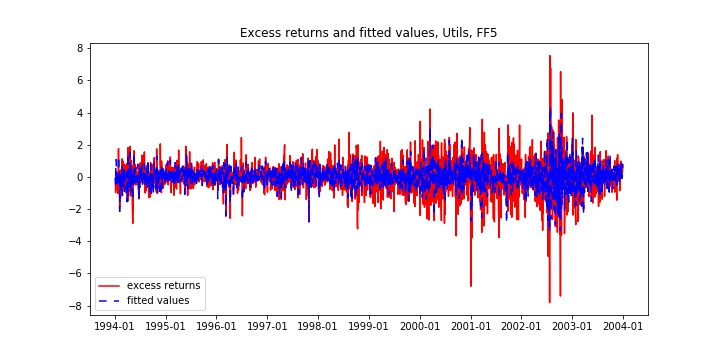 Excess returns and fitted values, Utils, FF5
8
6
4
2
0
−2
−4
−6
−8
excess returns
fitted values
1994-01 1995-01 1996-01 1997-01 1998-01 1999-01 2000-01 2001-01 2002-01 2003-01 2004-01